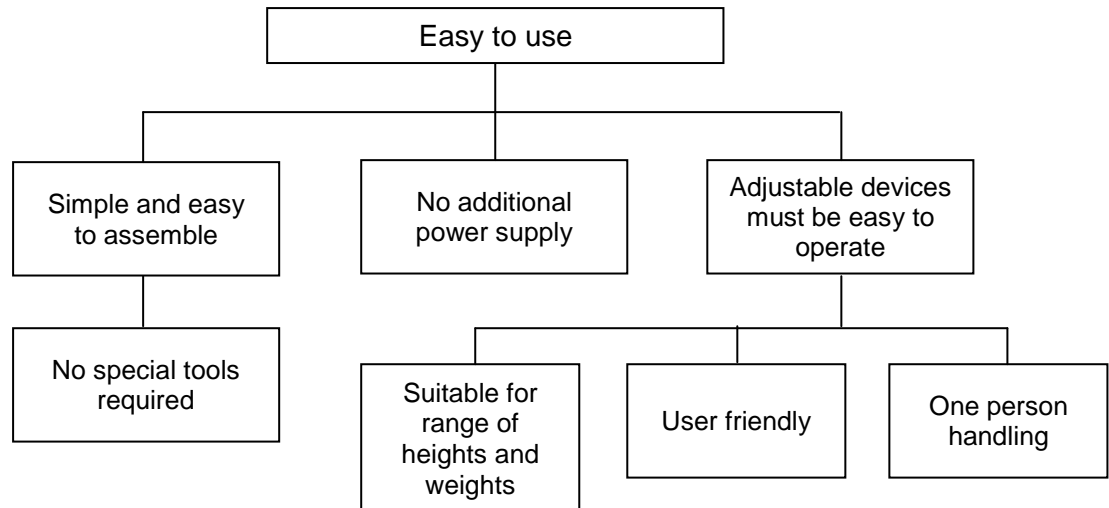 Easy to use
Simple and easy
to assemble
No additional
power supply
Adjustable devices
must be easy to
operate
No special tools
required
Suitable for
range of
heights and
weights
User friendly
One person
handling